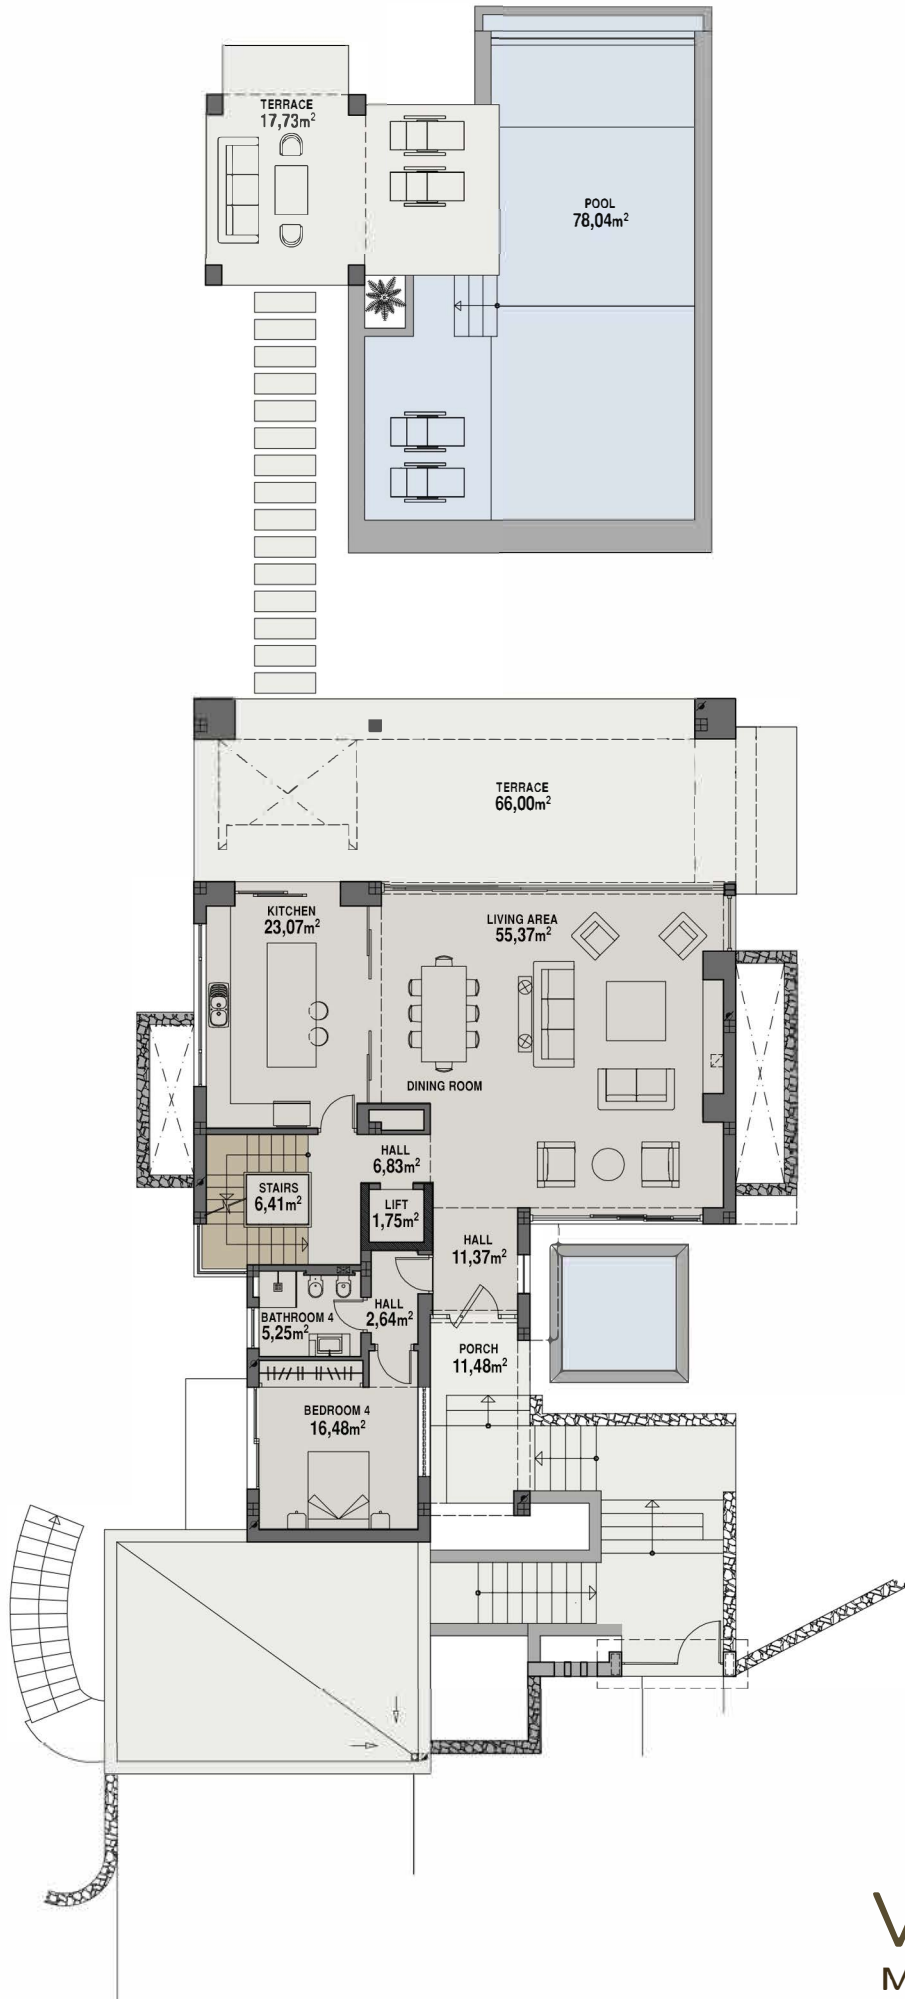 TERRACE
17,73m²
POOL
78,04m²
TERRACE
66,00m²
KITCHEN
23,07m²
LIVING AREA
55,37m²
DINING ROOM
HALL
6,83m²
STAIRS
6,41m²
LIFT
1,75m²
HALL
11,37m²
HALL
2,64m²
BATHROOM 4
5,25m²
PORCH
11,48m²
BEDROOM 4
16,48m²
V
M